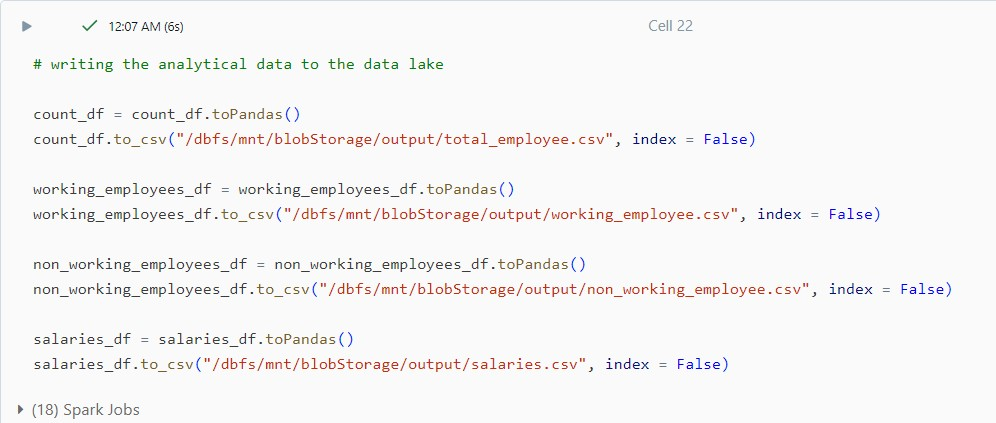 12:07 AM (6s)
Cell 22
# writing the analytical data to the data lake
count_df = count_df.toPandas()
count_df.to_csv("/dbfs/mnt/blobStorage/output/total_employee.csv", index = False)
working_employees_df = working_employees_df.toPandas()
working_employees_df.to_csv("/dbfs/mnt/blobStorage/output/working_employee.csv", index = False)
non_working_employees_df = non_working_employees_df.toPandas()
non_working_employees_df.to_csv("/dbfs/mnt/blobStorage/output/non_working_employee.csv", index = False)
salaries_df = salaries_df.toPandas()
salaries_df.to_csv("/dbfs/mnt/blobStorage/output/salaries.csv", index = False)
(18) Spark Jobs